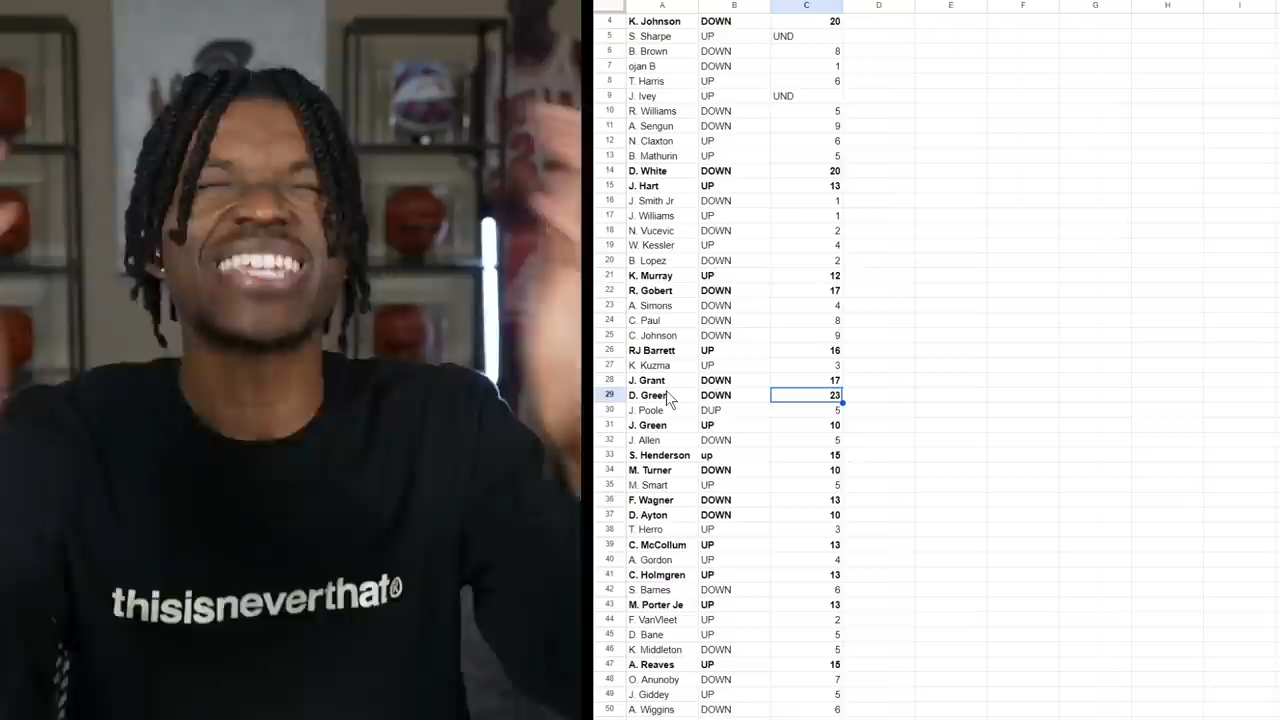 thisisneverthat®
A B C D E F G H I
4 K. Johnson DOWN 20
5 S. Sharpe UP UND
6 B. Brown DOWN 8
7 ojan B DOWN 1
8 T. Harris UP 6
9 J. Ivey UP UND
10 R. Williams DOWN 5
11 A. Sengun DOWN 9
12 N. Claxton UP 6
13 B. Mathurin UP 5
14 D. White DOWN 20
15 J. Hart UP 13
16 J. Smith Jr DOWN 1
17 J. Williams UP 1
18 N. Vucevic DOWN 2
19 W. Kessler UP 4
20 B. Lopez DOWN 2
21 K. Murray UP 12
22 R. Gobert DOWN 17
23 A. Simons DOWN 4
24 C. Paul DOWN 8
25 C. Johnson DOWN 9
26 RJ Barrett UP 16
27 K. Kuzma UP 3
28 J. Grant DOWN 17
29 D. Green DOWN 23
30 J. Poole DUP 5
31 J. Green UP 10
32 J. Allen DOWN 5
33 S. Henderson up 15
34 M. Turner DOWN 10
35 M. Smart UP 5
36 F. Wagner DOWN 13
37 D. Ayton DOWN 10
38 T. Herro UP 3
39 C. McCollum UP 13
40 A. Gordon UP 4
41 C. Holmgren UP 13
42 S. Barnes DOWN 6
43 M. Porter Je UP 13
44 F. VanVleet UP 2
45 D. Bane UP 5
46 K. Middleton DOWN 5
47 A. Reaves UP 15
48 O. Anunoby DOWN 7
49 J. Giddey UP 5
50 A. Wiggins DOWN 6